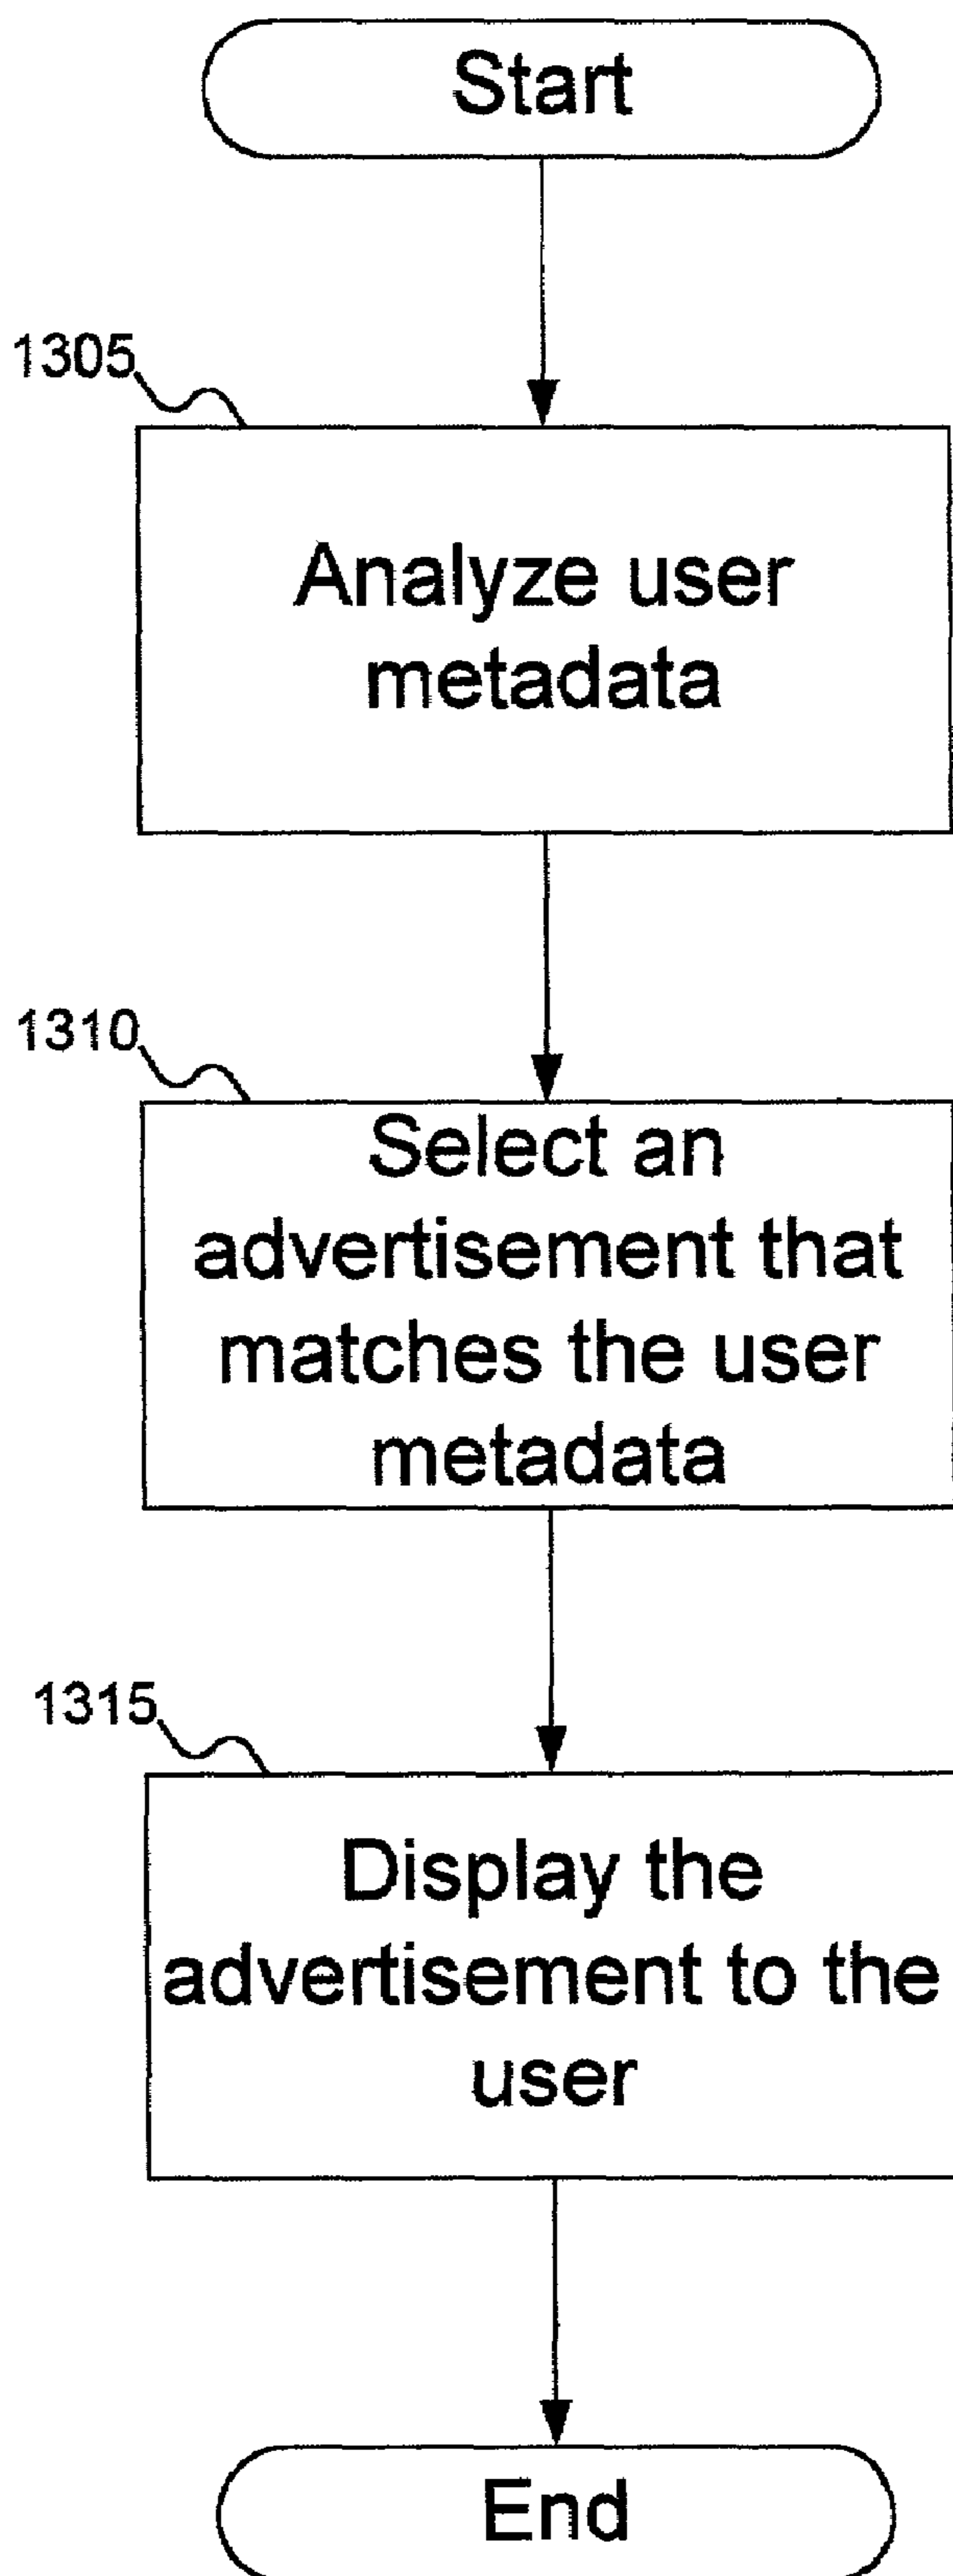 Start
1305
Analyze user
metadata
1310
Select an
advertisement that
matches the user
metadata
1315
Display the
advertisement to the
user
End